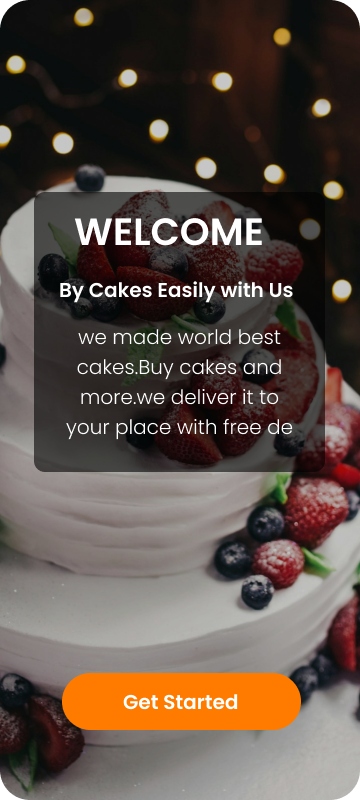 WELCOME
By Cakes Easily with Us
we made world best
cakes.Buy cakes and
more.we deliver it to
your place with free de
Get Started